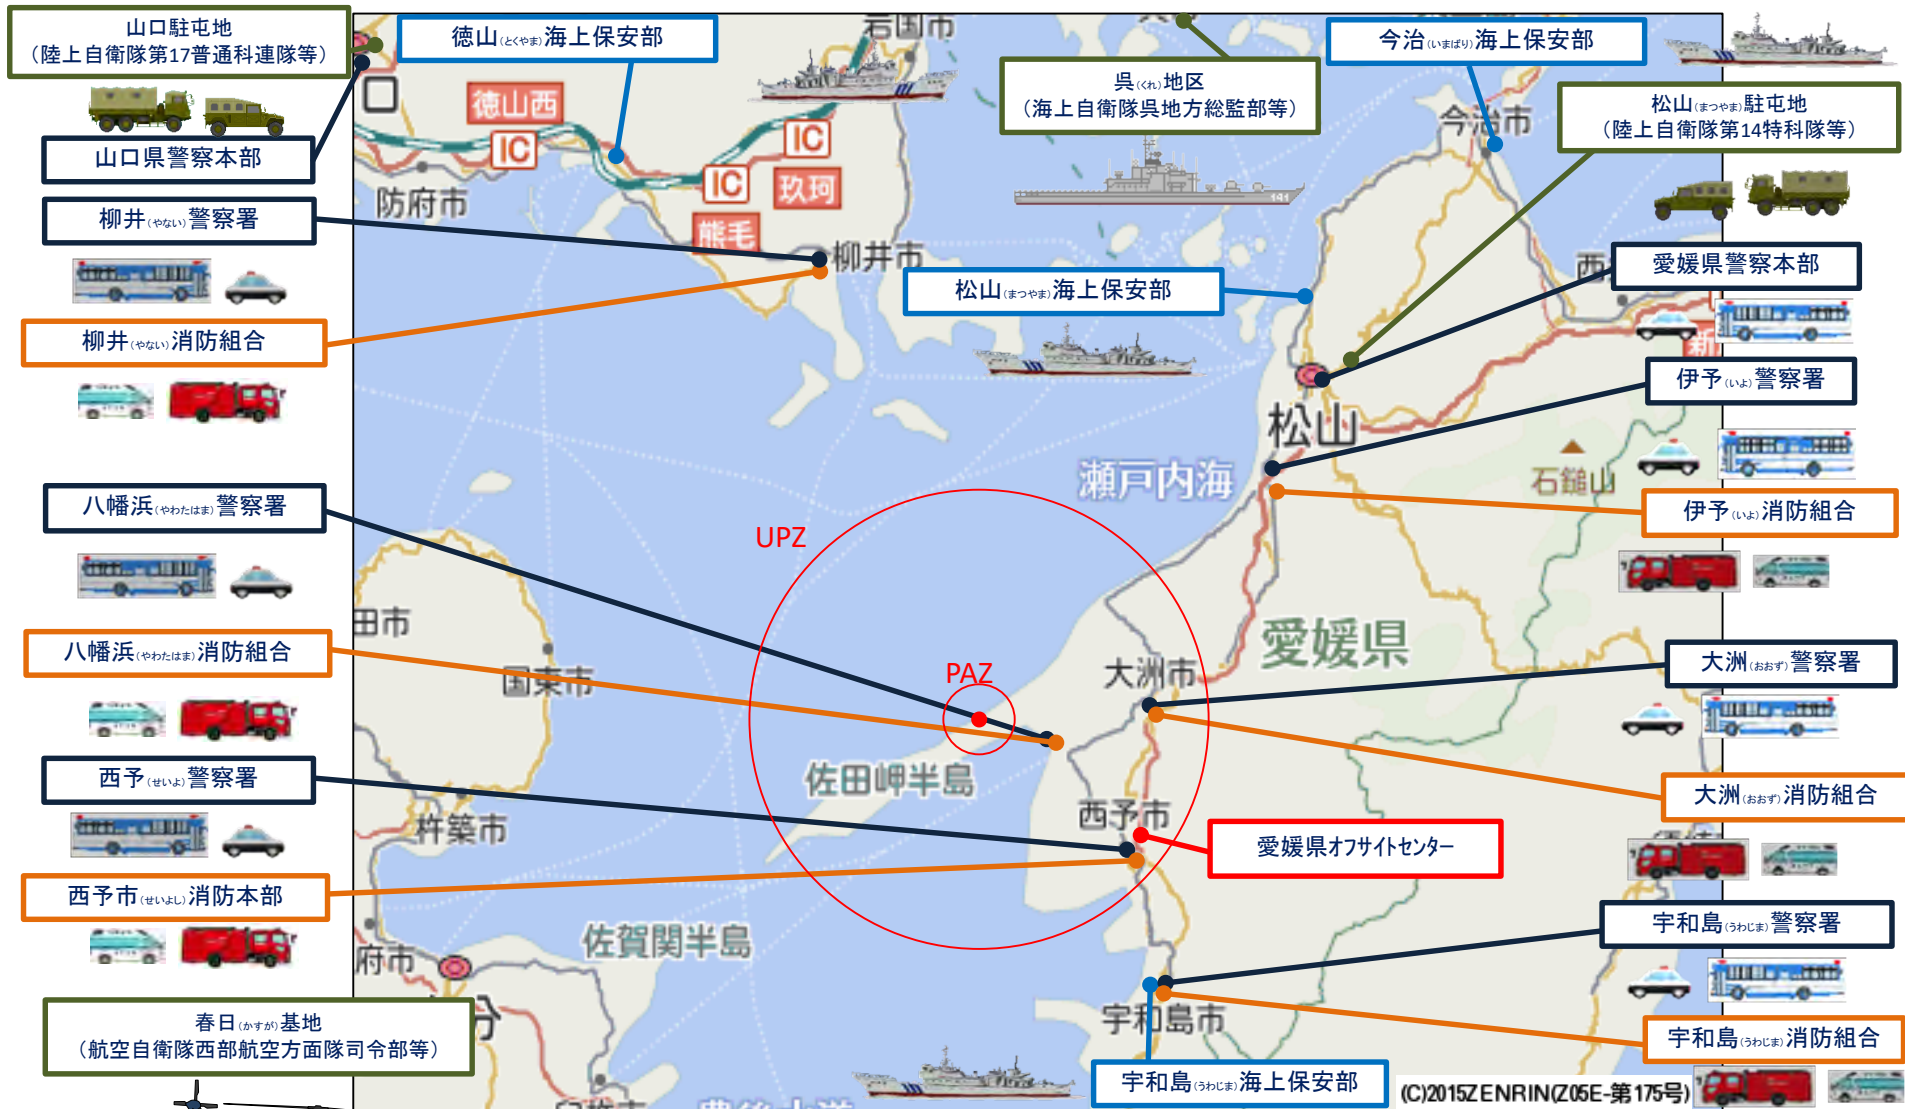 山口駐屯地
（陸上自衛隊第17普通科連隊等）
徳山（とくやま）海上保安部
岩国市
今治（いまばり）海上保安部
呉（くれ）地区
（海上自衛隊呉地方総監部等）
松山（まつやま）駐屯地
（陸上自衛隊第14特科隊等）
口
徳山西
IC
IC
IC
玖珂
熊毛
今治市
141
山口県警察本部
防府市
柳井（やない）警察署
柳井市
松山（まつやま）海上保安部
西
愛媛県警察本部
新
柳井（やない）消防組合
伊予（いよ）警察署
松山
瀬戸内海
石鎚山
八幡浜（やわたはま）警察署
伊予（いよ）消防組合
UPZ
田市
愛媛県
八幡浜（やわたはま）消防組合
国東市
PAZ
大洲市
大洲（おおず）警察署
西予（せいよ）警察署
佐田岬半島
大洲（おおず）消防組合
杵築市
西予市
愛媛県オフサイトセンター
西予市（せいよし）消防本部
佐賀関半島
宇和島（うわじま）警察署
府市
分
宇和島市
春日（かすが）基地
（航空自衛隊西部航空方面隊司令部等）
宇和島（うわじま）消防組合
宇和島（うわじま）海上保安部
(C)2015ZENRIN(Z05E-第175号)